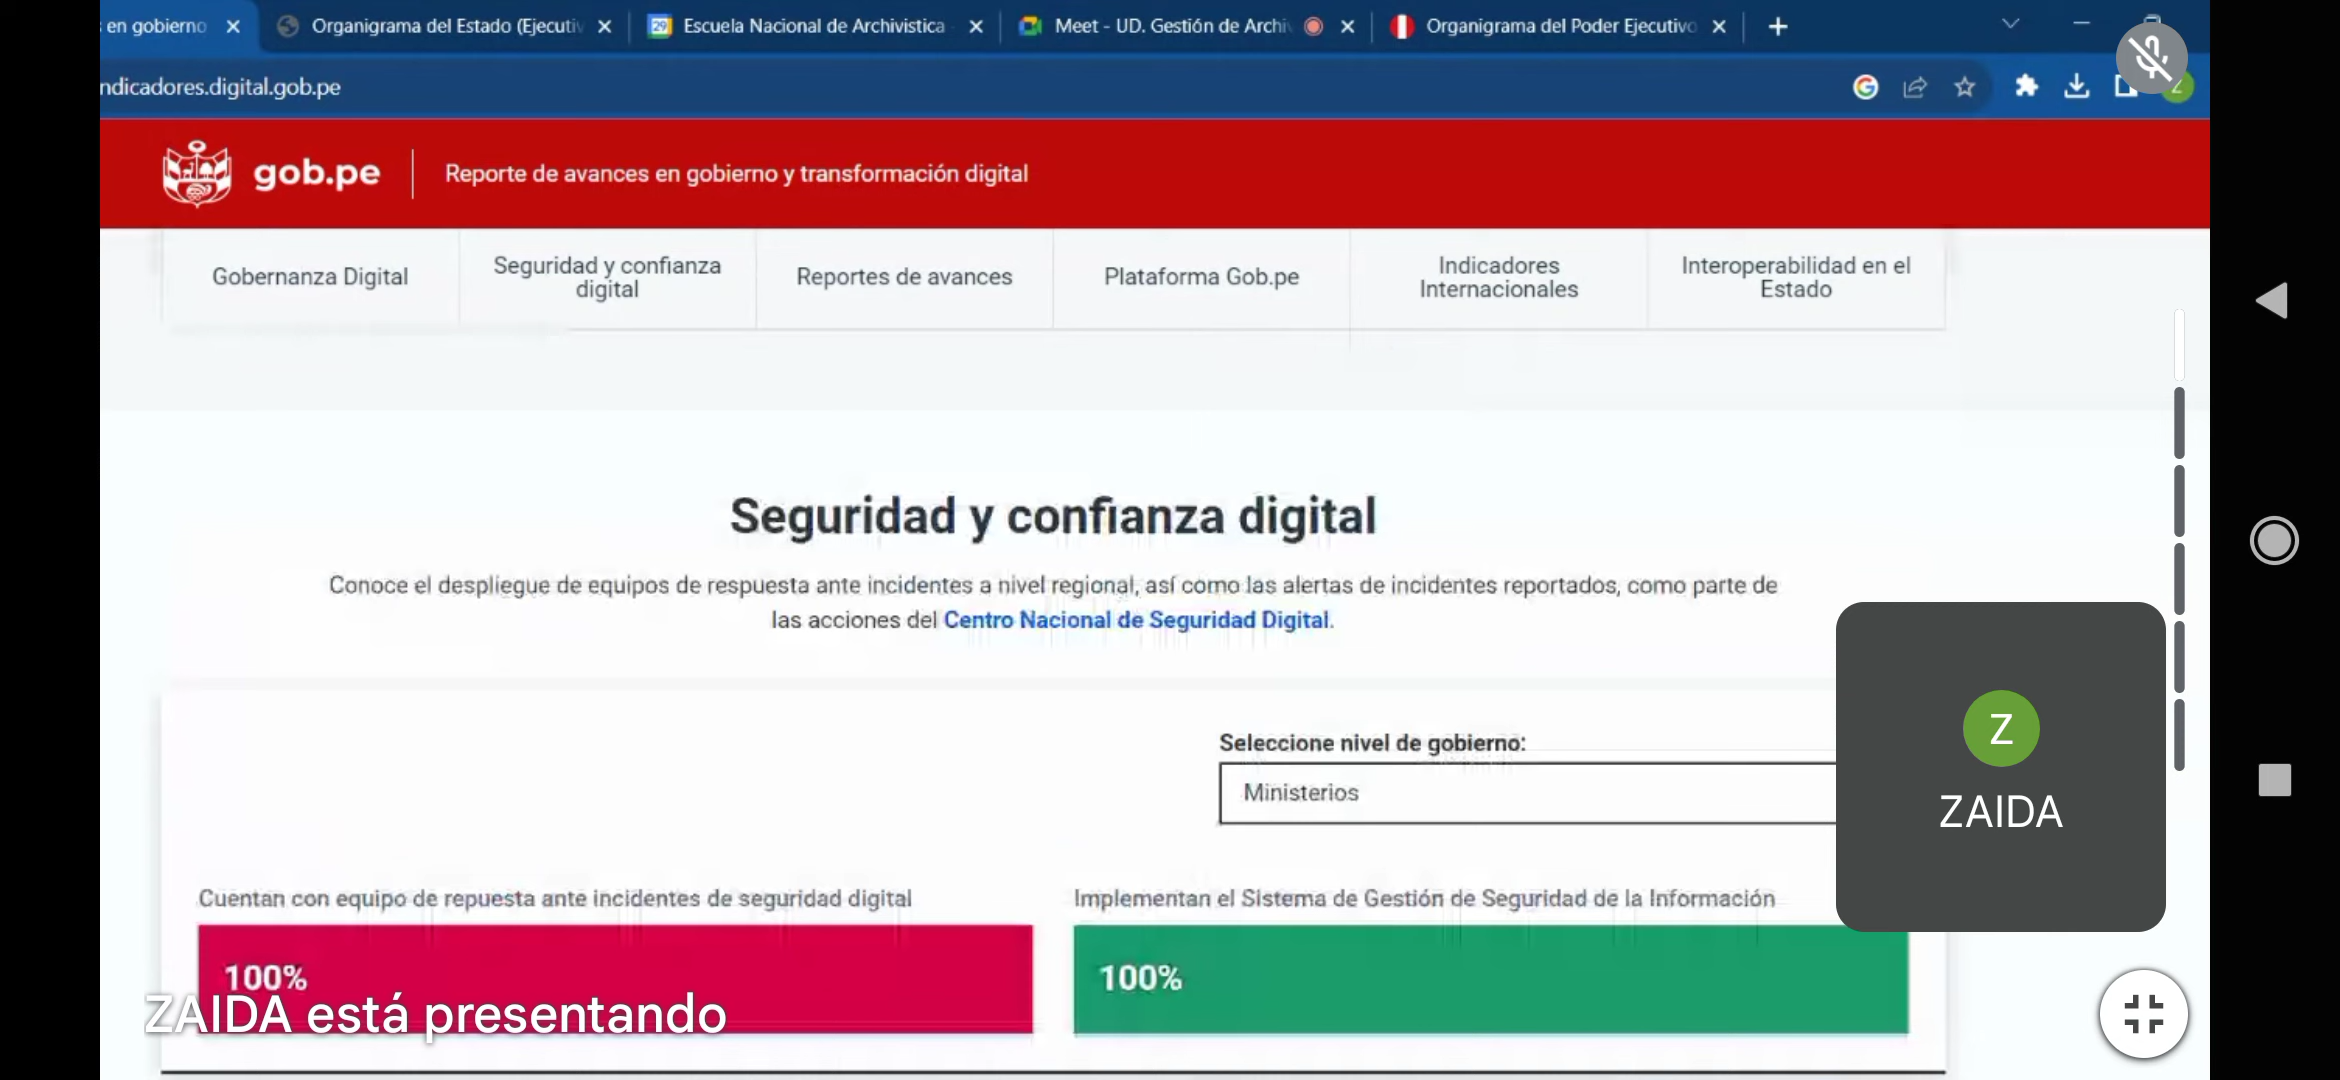 en gobierno
Organigrama del Estado (Ejecutiv
29
Escuela Nacional de Archivistica
Meet - UD. Gestión de Archiv
Organigrama del Poder Ejecutivo
ndicadores.digital.gob.pe
G
Z
gob.pe
Reporte de avances en gobierno y transformación digital
Gobernanza Digital
Seguridad y confianza
digital
Reportes de avances
Plataforma Gob.pe
Indicadores
Internacionales
Interoperabilidad en el
Estado
Seguridad y confianza digital
Conoce el despliegue de equipos de respuesta ante incidentes a nivel regional, así como las alertas de incidentes reportados, como parte de
las acciones del Centro Nacional de Seguridad Digital.
Seleccione nivel de gobierno:
Ministerios
Z
ZAIDA
Cuentan con equipo de repuesta ante incidentes de seguridad digital
100%
Implementan el Sistema de Gestión de Seguridad de la Información
100%
ZAIDA está presentando